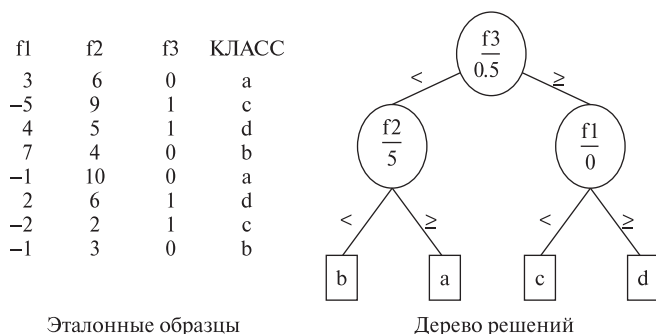 f1 f2 f3 КЛАСС
3 6 0 a
−5 9 1 c
4 5 1 d
7 4 0 b
−1 10 0 a
2 6 1 d
−2 2 1 c
−1 3 0 b
Эталонные образцы
f3
0.5
< ≥
f2
5
f1
0
< ≥ < ≥
b a c d
Дерево решений